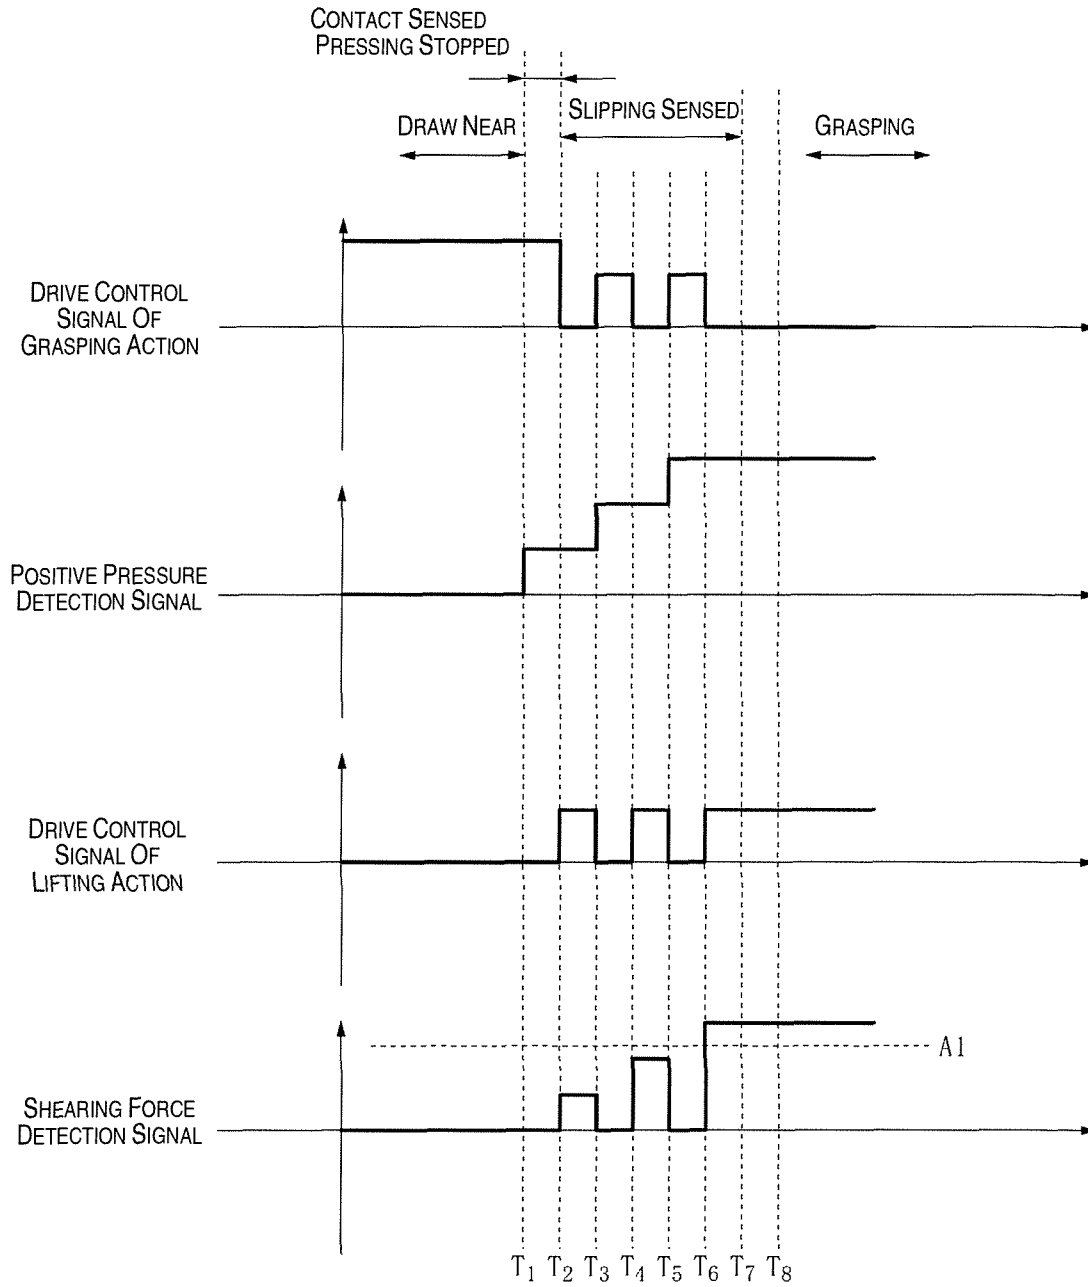 CONTACT SENSED
PRESSING STOPPED
SLIPPING SENSED
DRAW NEAR
GRASPING
DRIVE CONTROL
SIGNAL OF
GRASPING ACTION
POSITIVE PRESSURE
DETECTION SIGNAL
DRIVE CONTROL
SIGNAL OF
LIFTING ACTION
A1
SHEARING FORCE
DETECTION SIGNAL
T1 T2 T3 T4 T5 T6 T7 T8